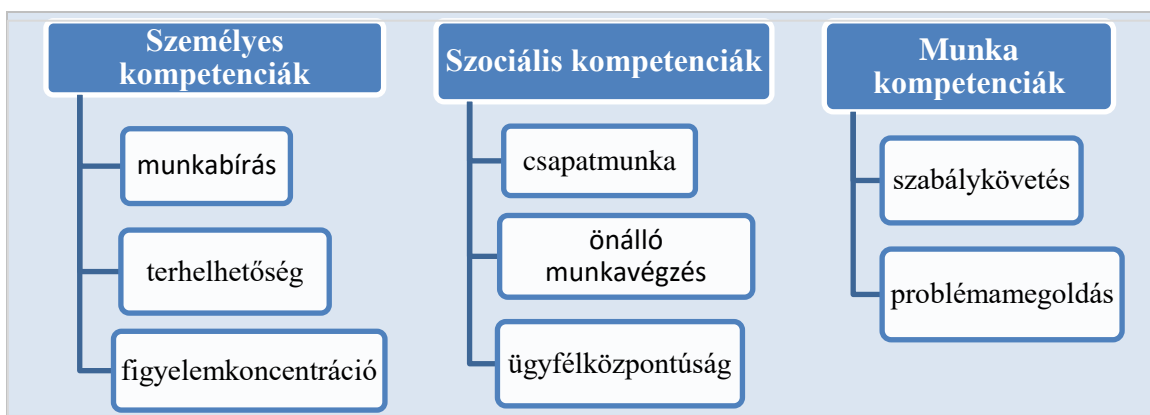 Személyes
kompetenciák
munkabírás
terhelhetőség
figyelemkoncentráció
Szociális kompetenciák
csapatmunka
önálló
munkavégzés
ügyfélközpontúság
Munka
kompetenciák
szabálykövetés
problémamegoldás